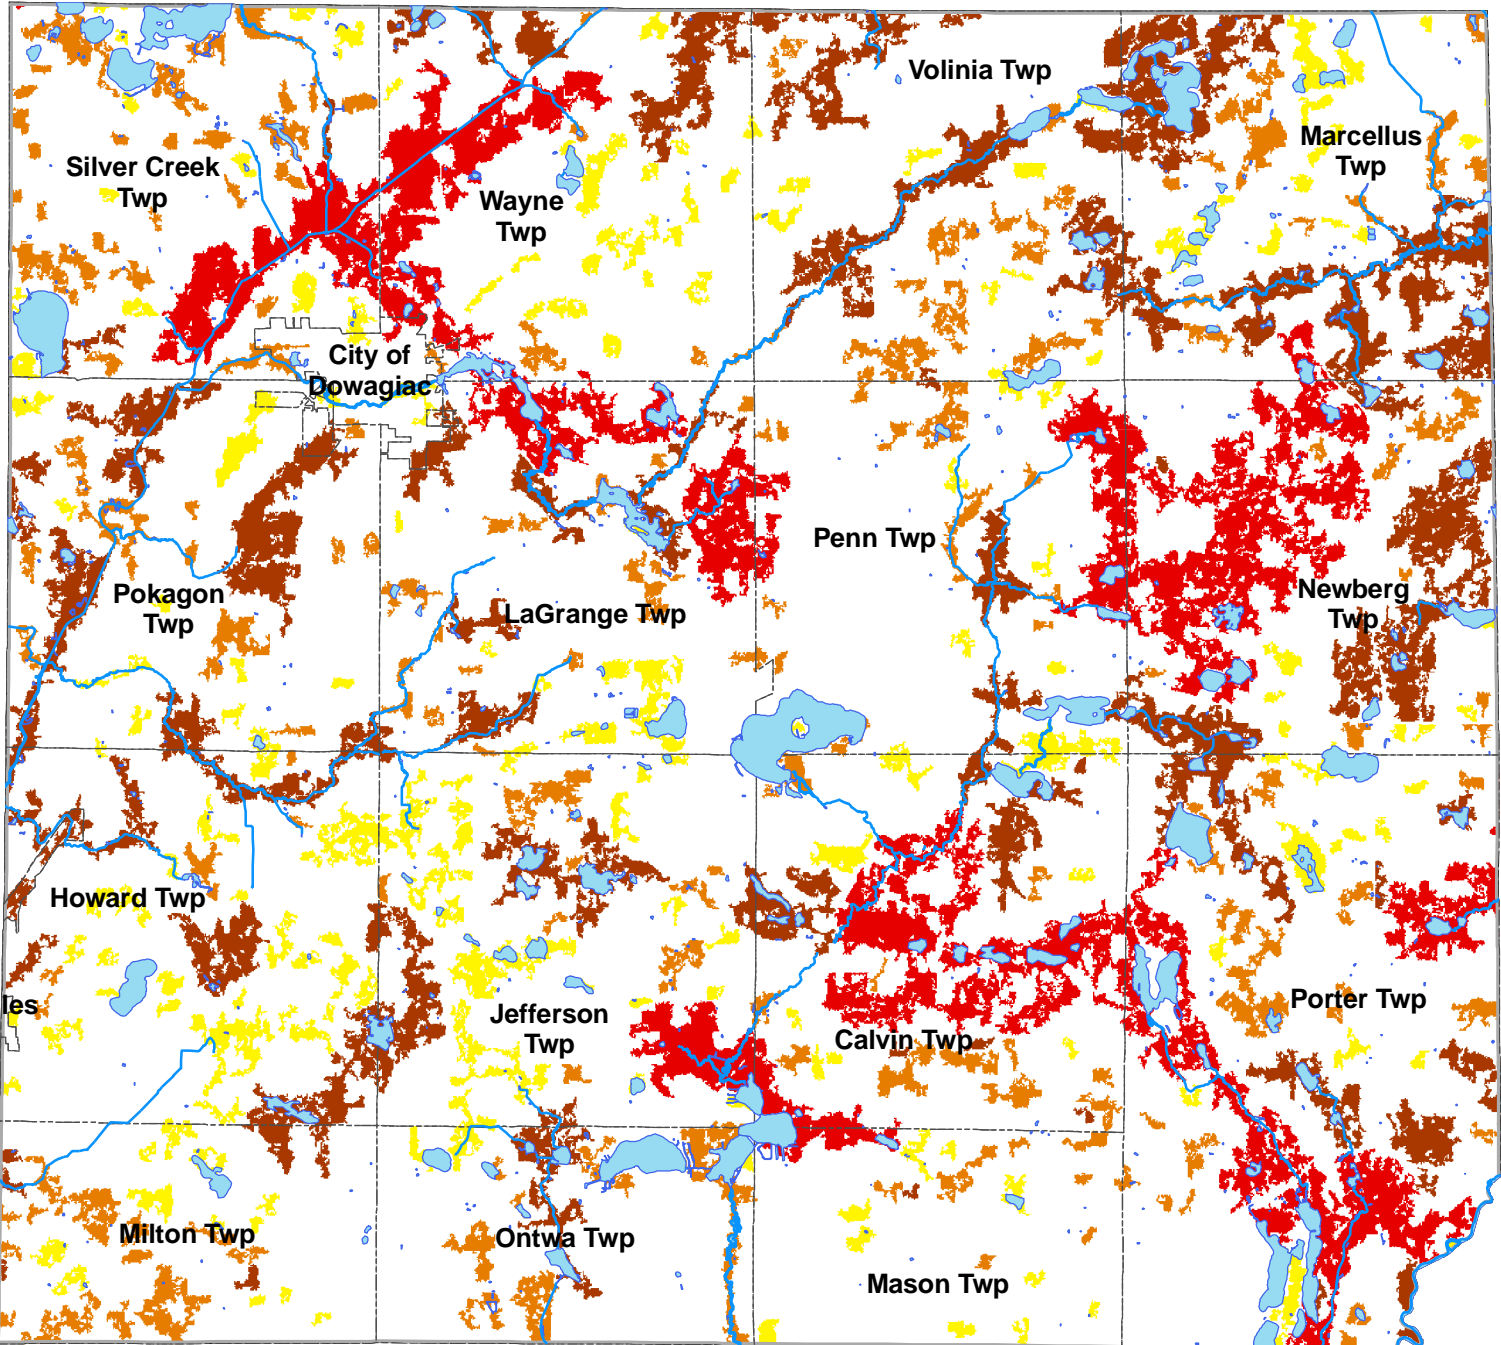 Volinia Twp
Marcellus
Twp
Silver Creek
Twp
Wayne
Twp
City of
Dowagiac
Penn Twp
Pokagon
Twp
LaGrange Twp
Newberg
Twp
Howard Twp
les
Jefferson
Twp
Calvin Twp
Porter Twp
Milton Twp
Ontwa Twp
Mason Twp